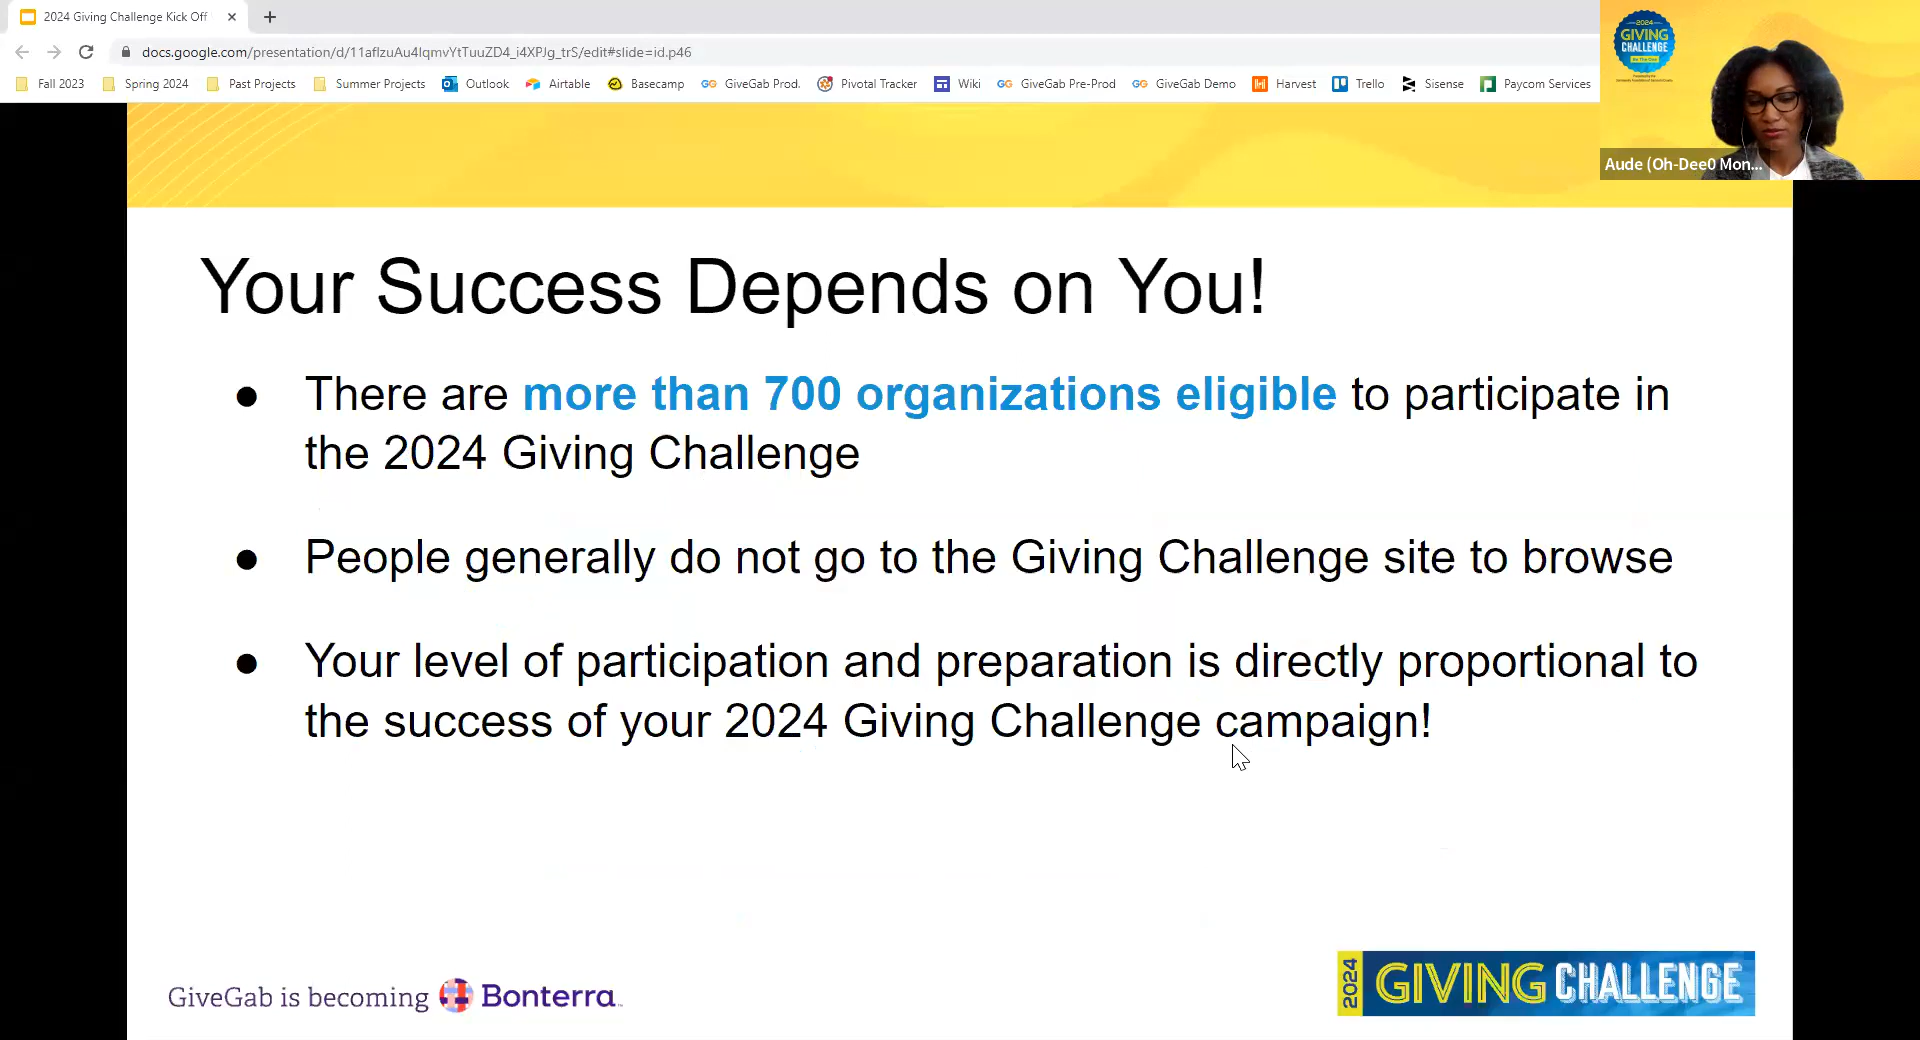 2024 Giving Challenge Kick Off
docs.google.com/presentation/d/11aflzuAu4lqmvYtTuuZD4_i4XPJg_trS/edit#slide=id.p46
Fall 2023 Spring 2024 Past Projects Summer Projects Outlook Airtable Basecamp GiveGab Prod. Pivotal Tracker Wiki GiveGab Pre-Prod GiveGab Demo Harvest Trello Sisense Paycom Services
2024
GIVING
CHALLENGE
Be The One
Aude (Oh-Dee0 Mon...
Your Success Depends on You!
● There are more than 700 organizations eligible to participate in
the 2024 Giving Challenge
● People generally do not go to the Giving Challenge site to browse
● Your level of participation and preparation is directly proportional to
the success of your 2024 Giving Challenge campaign!
GiveGab is becoming Bonterra
2024 GIVING CHALLENGE